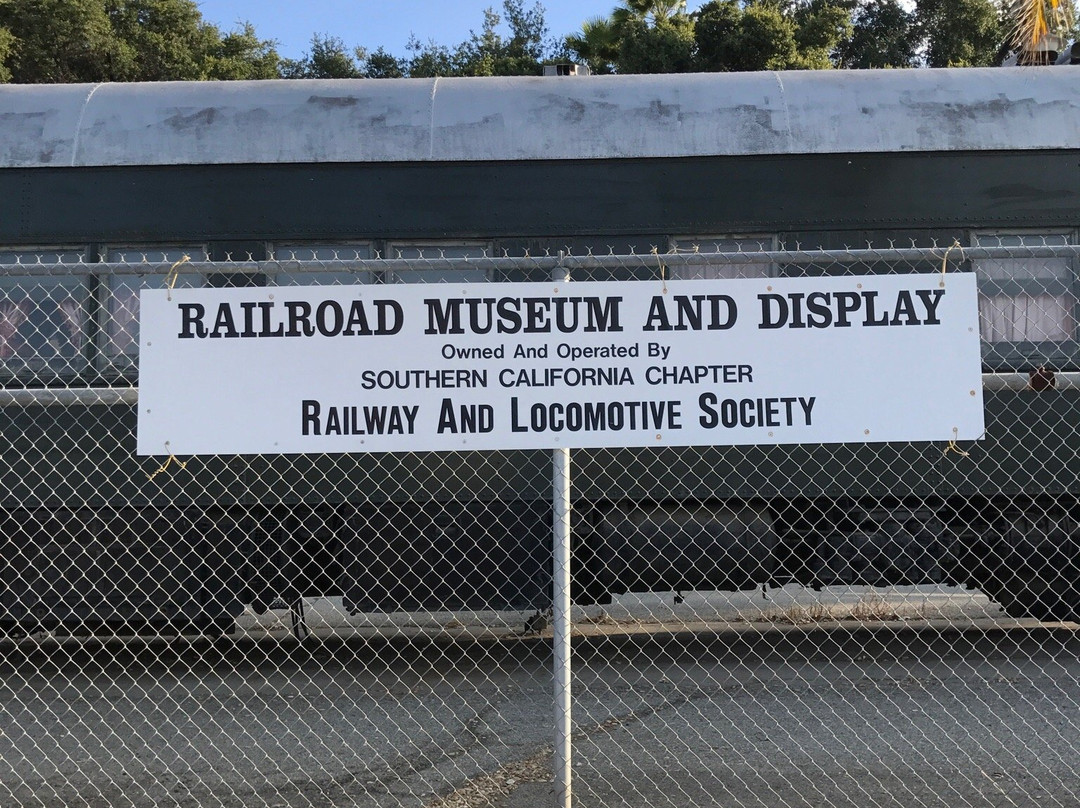 RAILROAD MUSEUM AND DISPLAY
Owned And Operated By
SOUTHERN CALIFORNIA CHAPTER
RAILWAY AND LOCOMOTIVE SOCIETY